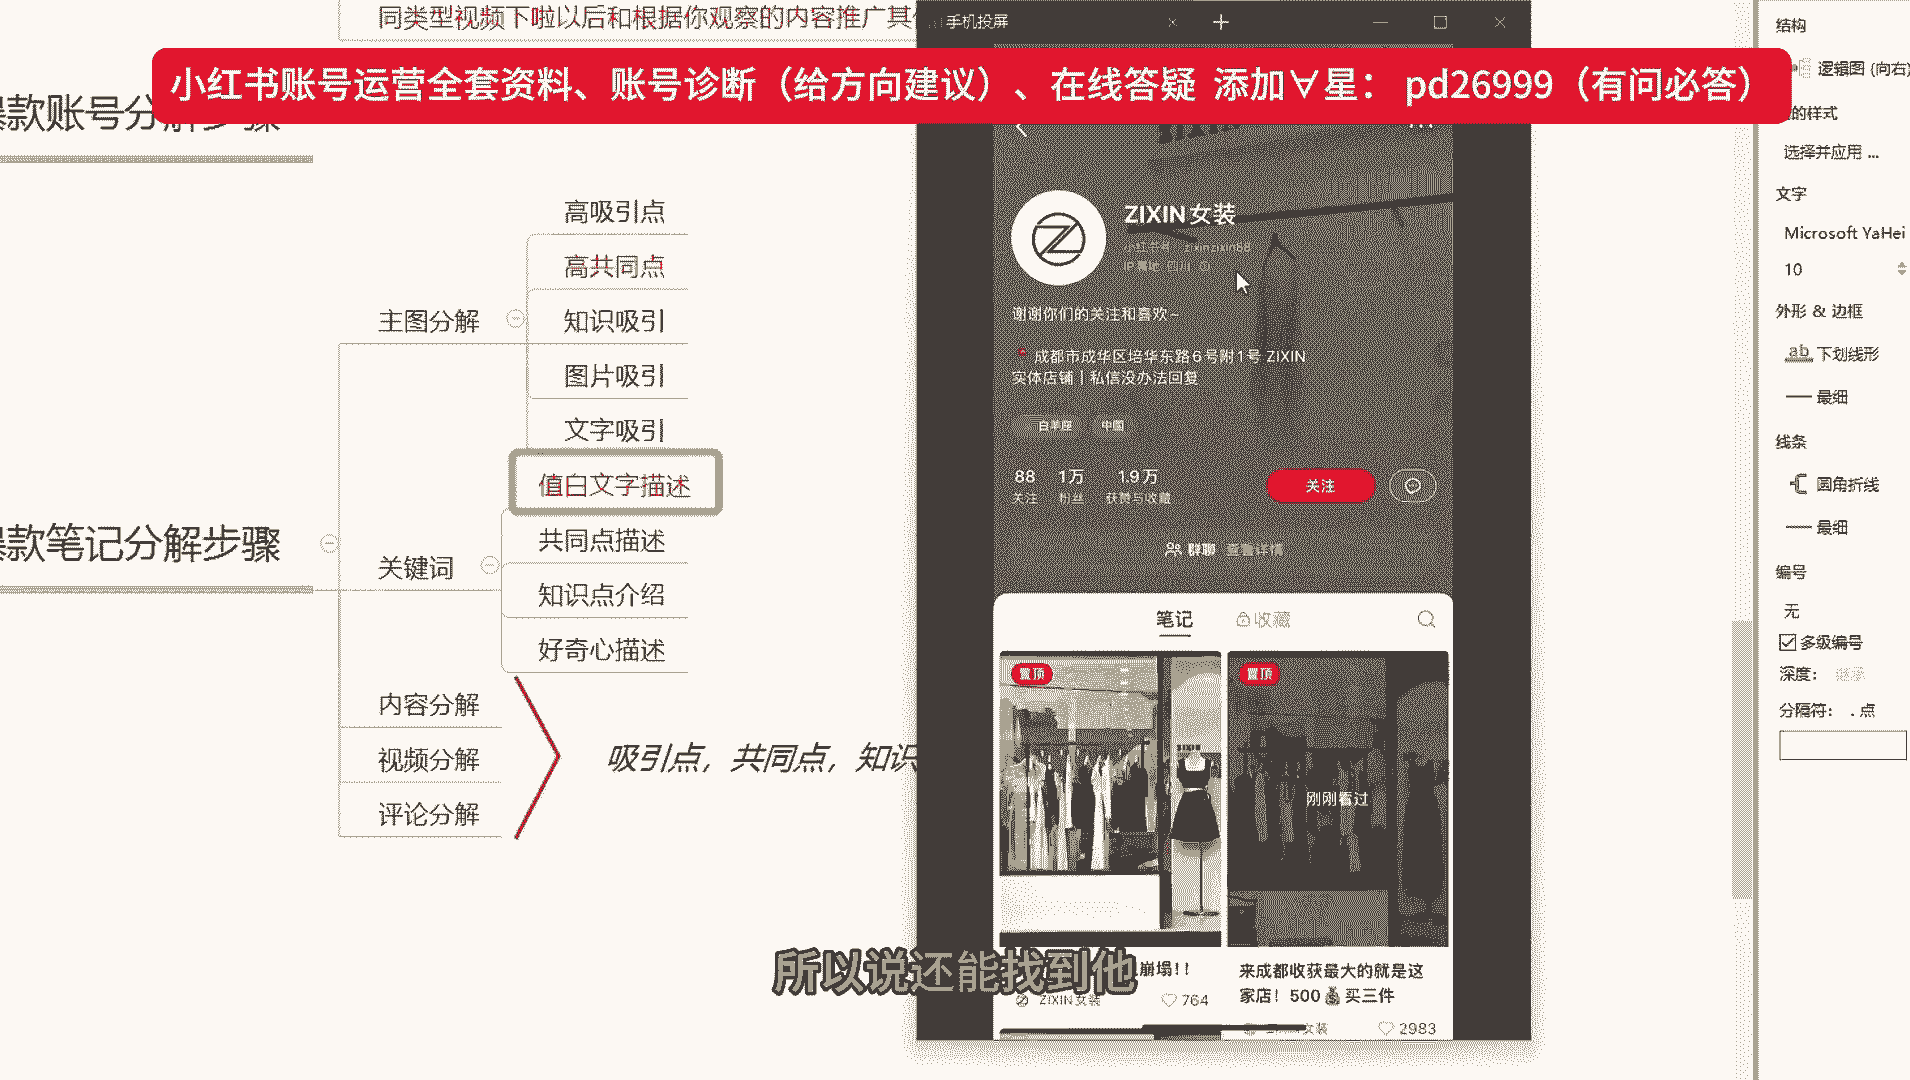 同类型视频下啦以后和根据你观察的内容推广其
手机投屏
小红书账号运营全套资料、账号诊断（给方向建议）、在线答疑 添加∀星： pd26999（有问必答）
款账号分解步骤
主图分解
高吸引点
高共同点
知识吸引
图片吸引
文字吸引
款笔记分解步骤
关键词
值白文字描述
共同点描述
知识点介绍
好奇心描述
内容分解
视频分解
评论分解
吸引点，共同点，知识
ZIXIN女装
小红书号：zixinzixin88
IP属地：四川
谢谢你们的关注和喜欢~
成都市成华区培华东路6号附1号 ZIXIN
实体店铺丨私信没办法回复
白羊座
中国
88 关注
1万 粉丝
1.9万 获赞与收藏
关注
群聊 查看详情
笔记
收藏
置顶
置顶
刚刚看过
崩塌!!
ZIXIN女装
764
来成都收获最大的就是这
家店！500💰买三件
女装
2983
所以说还能找到他
结构
逻辑图 (向右)
的样式
选择并应用 ...
文字
Microsoft YaHei
10
外形 & 边框
ab 下划线形
最细
线条
圆角折线
最细
编号
无
多级编号
深度：
分隔符： . 点